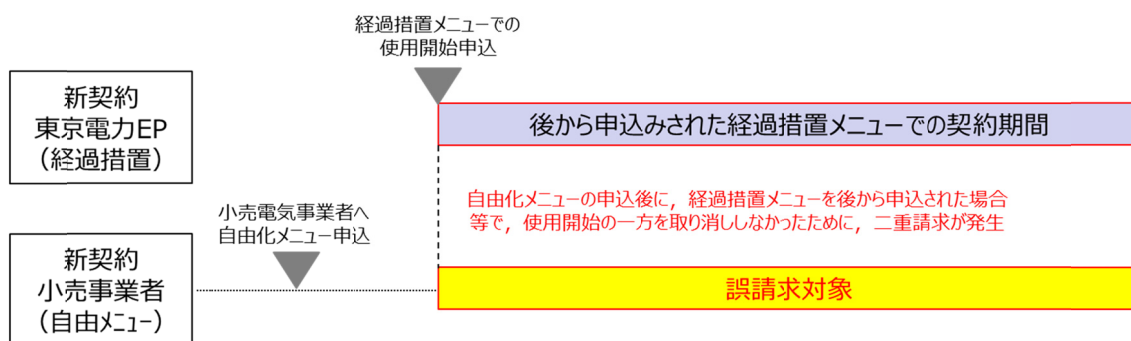 経過措置メニューでの
使用開始申込
新契約
東京電力EP
（経過措置）
後から申込みされた経過措置メニューでの契約期間
自由化メニューの申込後に，経過措置メニューを後から申込された場合
等で，使用開始の一方を取り消ししなかったために，二重請求が発生
小売電気事業者へ
自由化メニュー申込
新契約
小売事業者
（自由メニュー）
誤請求対象